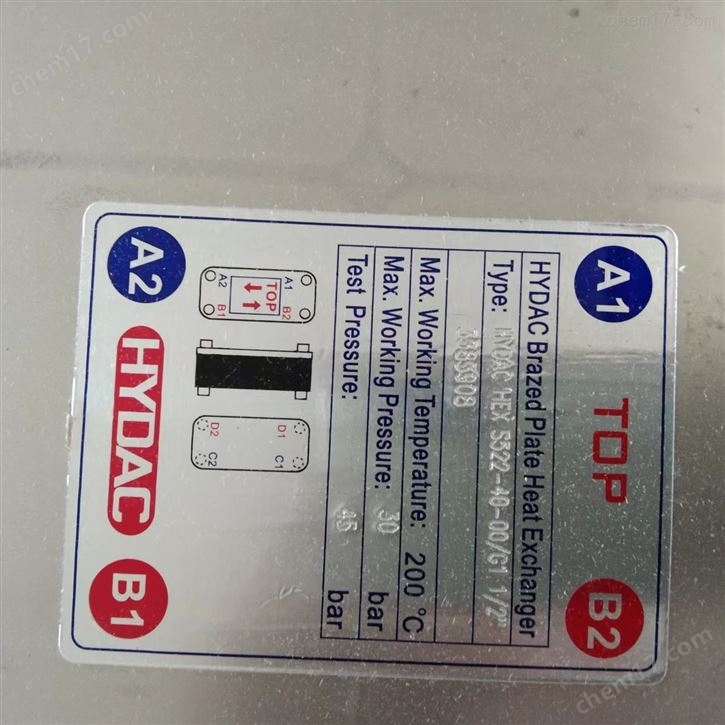 A1 TOP B2
HYDAC Brazed Plate Heat Exchanger
Type: HYDAC HEX S522-40-00/G1 1/2"
Max. Working Temperature: 200 °C
Max. Working Pressure: 30 bar
Test Pressure: 45 bar
A1 B2
TOP
A2 B1
D1 C1
D2 C2
A2 HYDAC B1
chem17.com
https://chem17.com